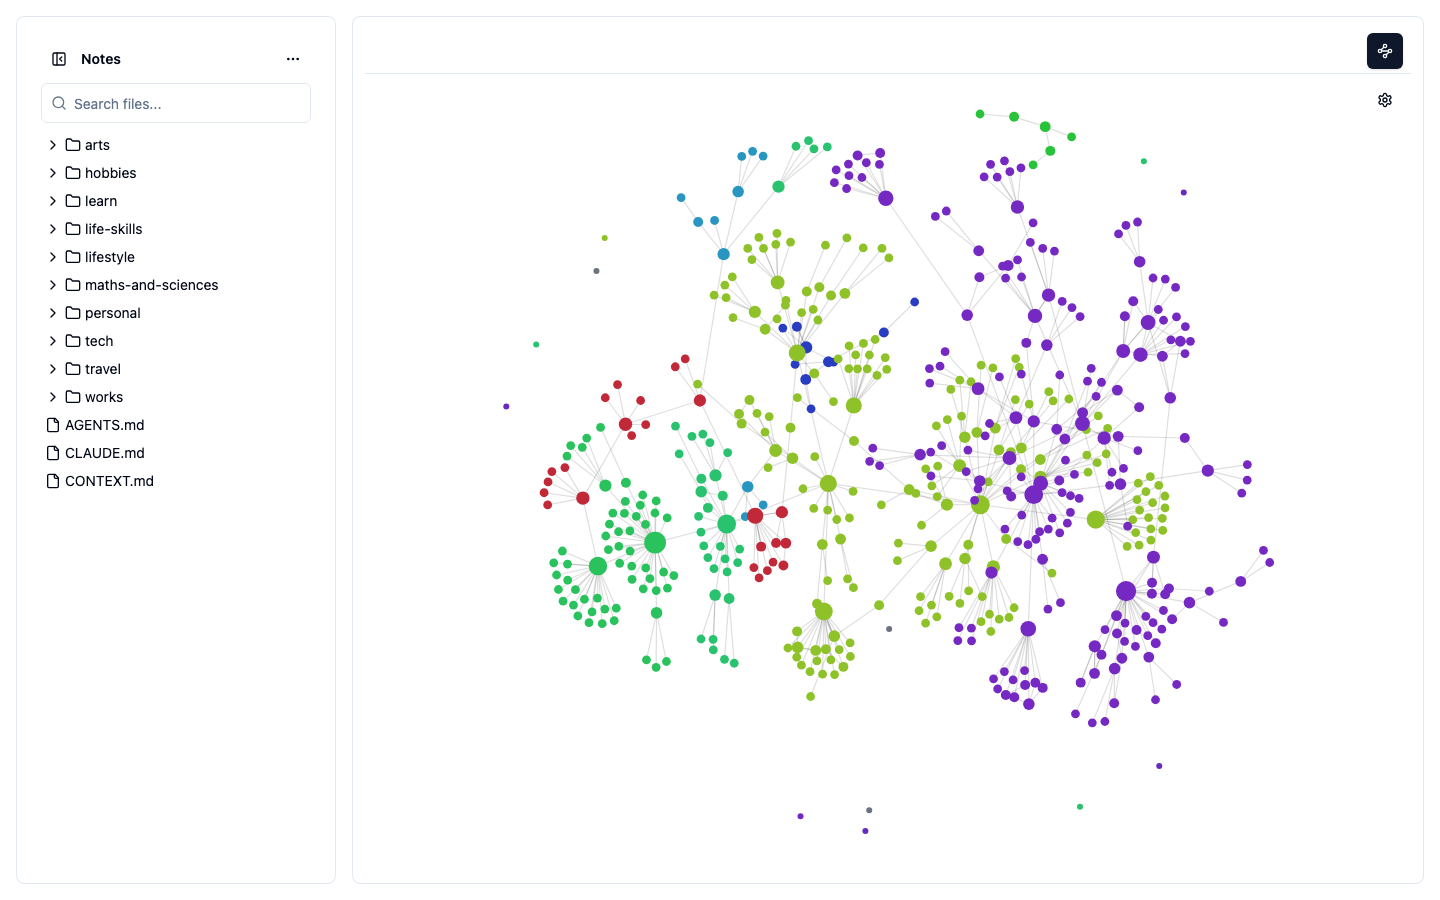 Notes
Search files...
arts
hobbies
learn
life-skills
lifestyle
maths-and-sciences
personal
tech
travel
works
AGENTS.md
CLAUDE.md
CONTEXT.md